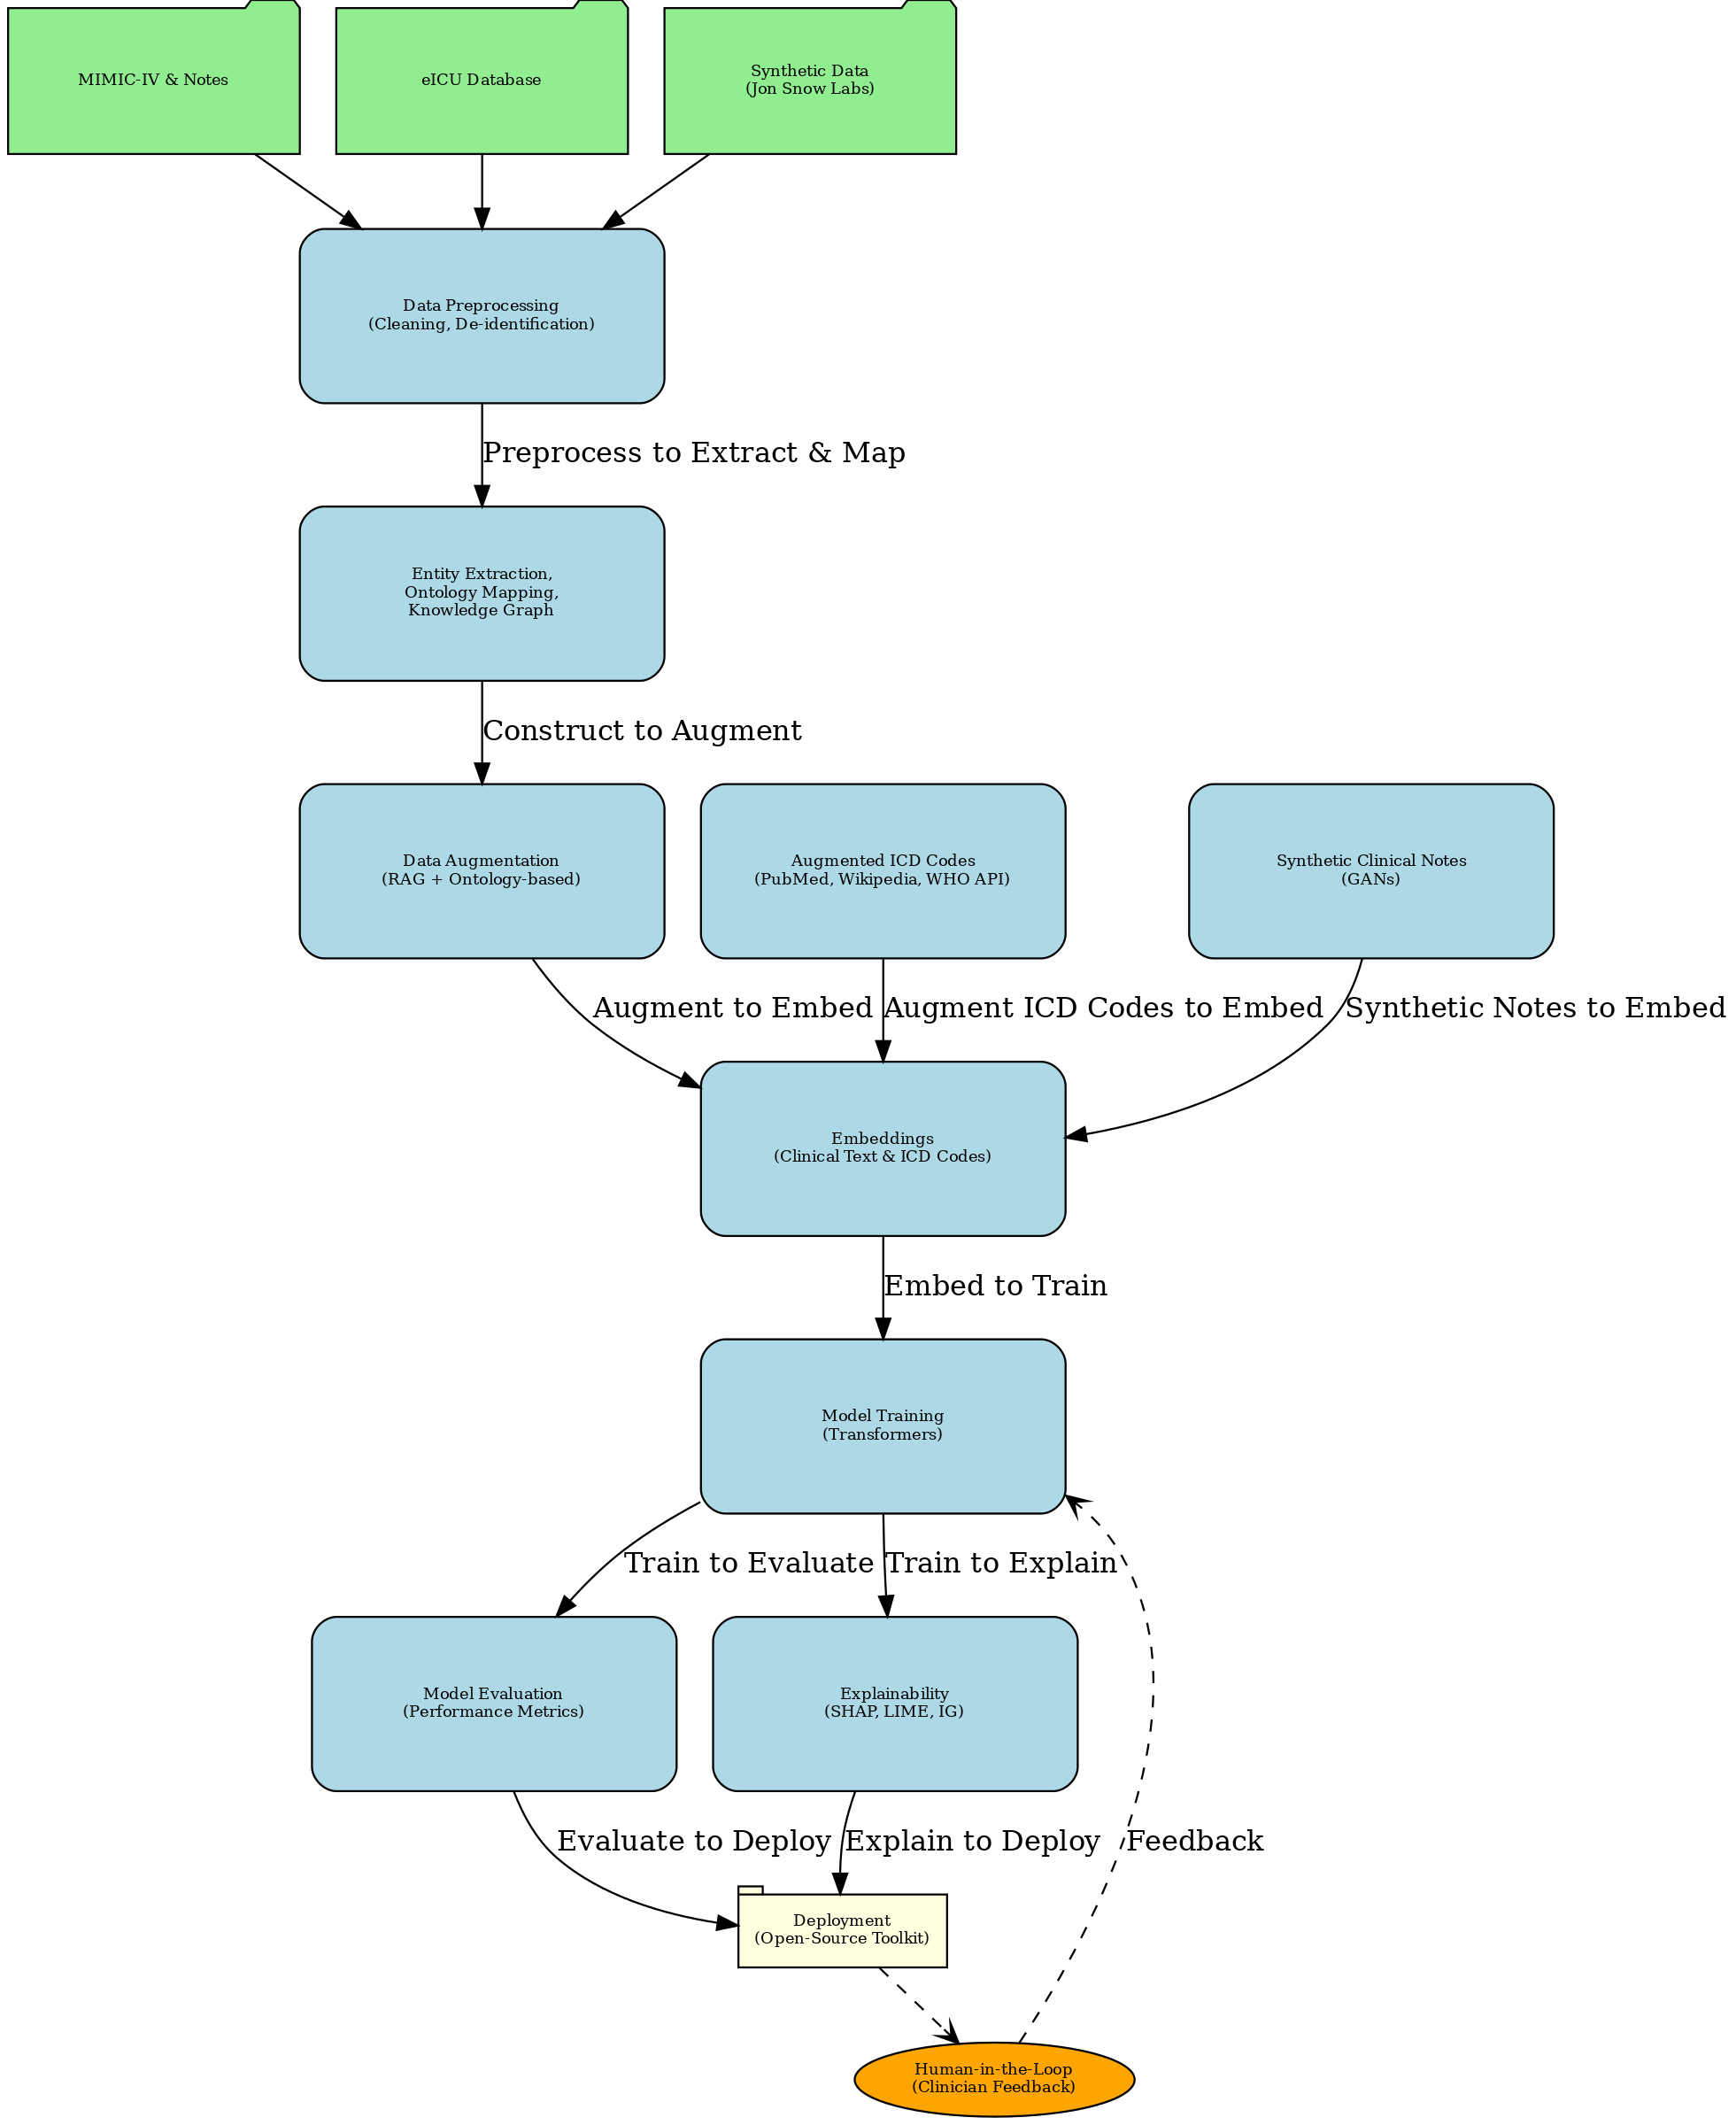 MIMIC-IV & Notes
eICU Database
Synthetic Data
(Jon Snow Labs)
Data Preprocessing
(Cleaning, De-identification)
Preprocess to Extract & Map
Entity Extraction,
Ontology Mapping,
Knowledge Graph
Construct to Augment
Data Augmentation
(RAG + Ontology-based)
Augmented ICD Codes
(PubMed, Wikipedia, WHO API)
Synthetic Clinical Notes
(GANs)
Augment to Embed
Augment ICD Codes to Embed
Synthetic Notes to Embed
Embeddings
(Clinical Text & ICD Codes)
Embed to Train
Model Training
(Transformers)
Train to Evaluate
Train to Explain
Model Evaluation
(Performance Metrics)
Explainability
(SHAP, LIME, IG)
Evaluate to Deploy
Explain to Deploy
Feedback
Deployment
(Open-Source Toolkit)
Human-in-the-Loop
(Clinician Feedback)